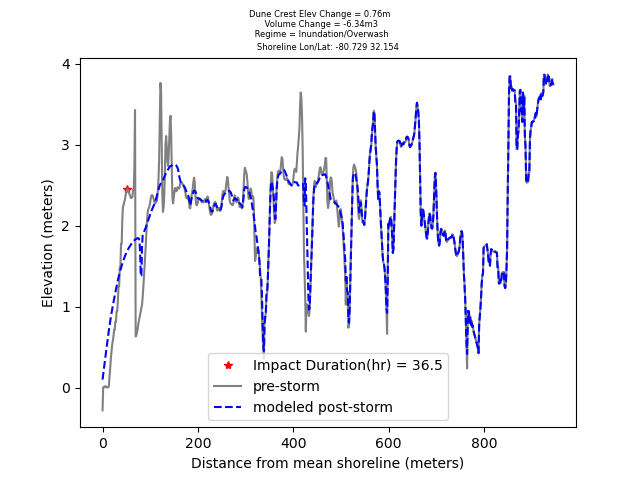 Dune Crest Elev Change = 0.76m
Volume Change = -6.34m3
Regime = Inundation/Overwash
Shoreline Lon/Lat: -80.729 32.154
4
3
2
1
0
Elevation (meters)
Impact Duration(hr) = 36.5
pre-storm
modeled post-storm
0
200
400
600
800
Distance from mean shoreline (meters)